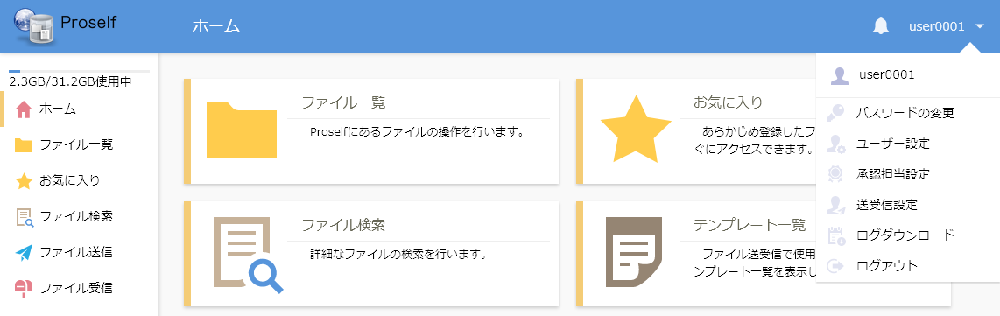 Proself
ホーム
user0001
2.3GB/31.2GB使用中
ホーム
ファイル一覧
お気に入り
ファイル検索
ファイル送信
ファイル受信
ファイル一覧
Proselfにあるファイルの操作を行います。
お気に入り
あらかじめ登録したフ
ぐにアクセスできます。
ファイル検索
詳細なファイルの検索を行います。
テンプレート一覧
ファイル送受信で使用
ンプレート一覧を表示し
user0001
パスワードの変更
ユーザー設定
承認担当設定
送受信設定
ログダウンロード
ログアウト